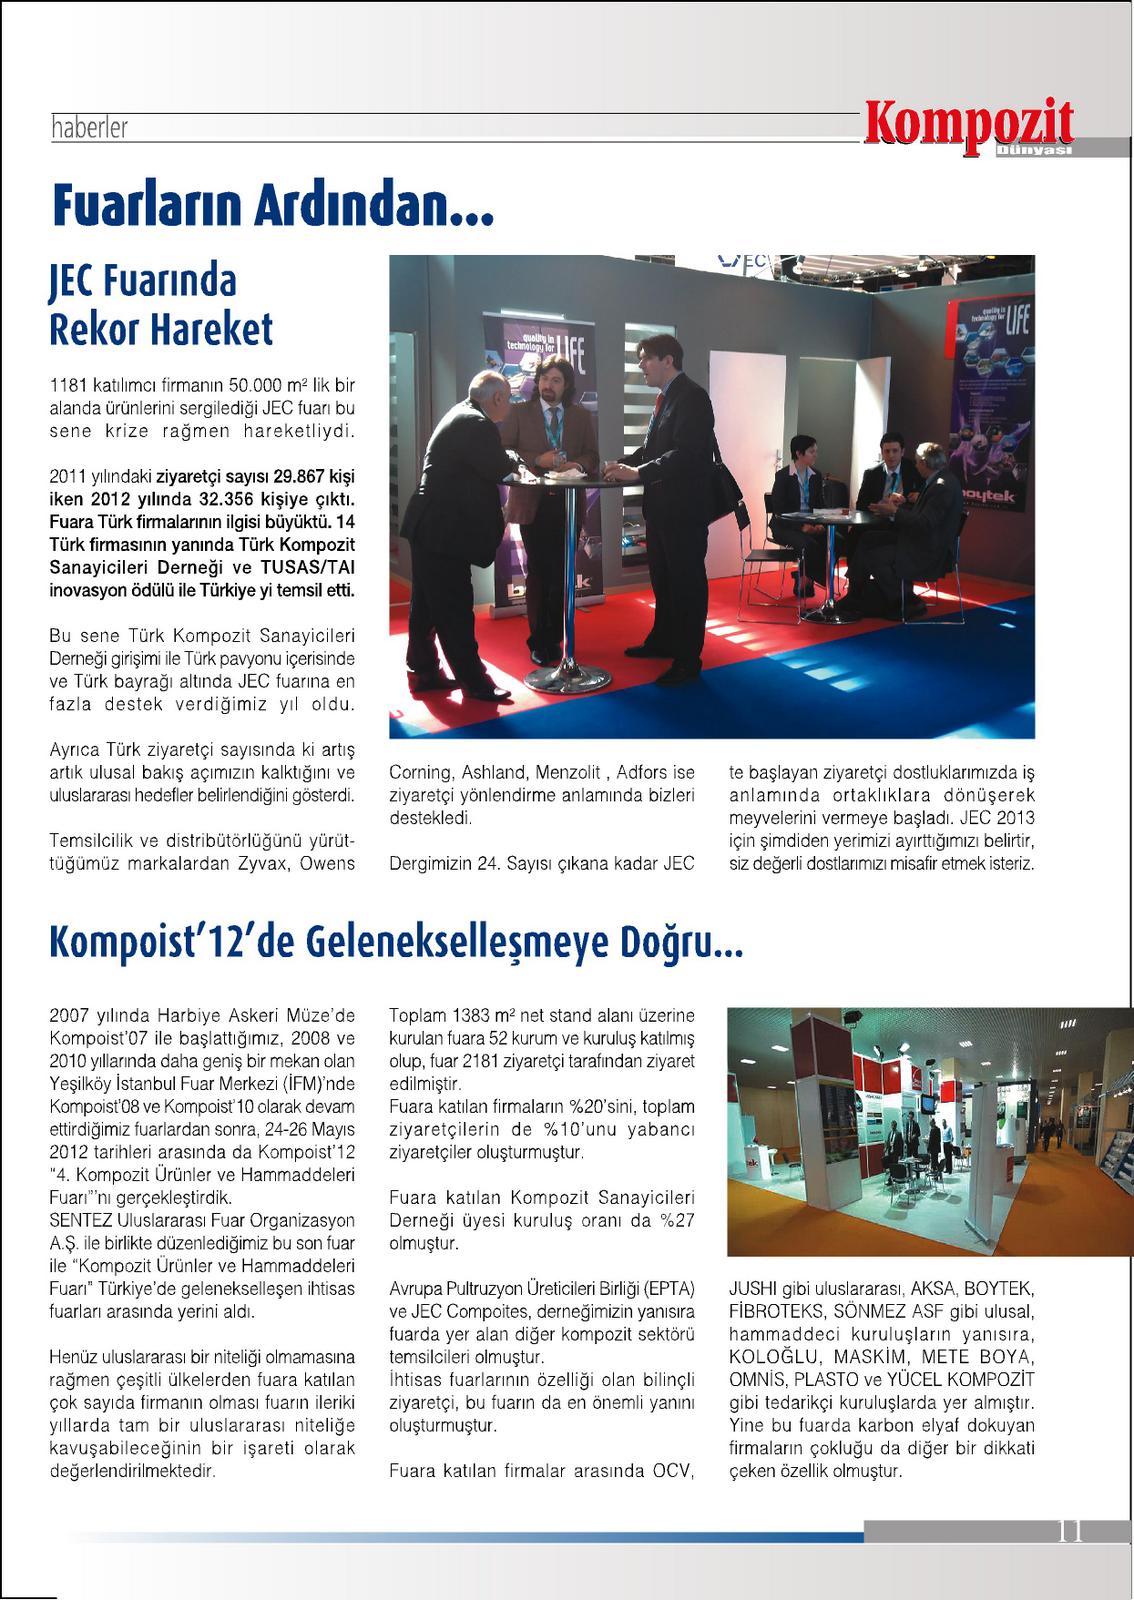 haberler
Kompozit
Dünyası
Fuarların Ardından...
JEC Fuarında
Rekor Hareket
1181 katılımcı firmanın 50.000 m² lik bir
alanda ürünlerini sergilediği JEC fuarı bu
sene krize rağmen hareketliydi.
2011 yılındaki ziyaretçi sayısı 29.867 kişi
iken 2012 yılında 32.356 kişiye çıktı.
Fuara Türk firmalarının ilgisi büyüktü. 14
Türk firmasının yanında Türk Kompozit
Sanayicileri Derneği ve TUSAS/TAI
inovasyon ödülü ile Türkiye yi temsil etti.
Bu sene Türk Kompozit Sanayicileri
Derneği girişimi ile Türk pavyonu içerisinde
ve Türk bayrağı altında JEC fuarına en
fazla destek verdiğimiz yıl oldu.
Ayrıca Türk ziyaretçi sayısında ki artış
artık ulusal bakış açımızın kalktığını ve
uluslararası hedefler belirlendiğini gösterdi.
Temsilcilik ve distribütörlüğünü yürüt-
tüğümüz markalardan Zyvax, Owens
JEC
quality in
technology for
LIFE
boytek
quality in
technology for
LIFE
boytek
Corning, Ashland, Menzolit , Adfors ise
ziyaretçi yönlendirme anlamında bizleri
destekledi.
Dergimizin 24. Sayısı çıkana kadar JEC
te başlayan ziyaretçi dostluklarımızda iş
anlamında ortaklıklara dönüşerek
meyvelerini vermeye başladı. JEC 2013
için şimdiden yerimizi ayırttığımızı belirtir,
siz değerli dostlarımızı misafir etmek isteriz.
Kompoist’12’de Gelenekselleşmeye Doğru...
2007 yılında Harbiye Askeri Müze’de
Kompoist’07 ile başlattığımız, 2008 ve
2010 yıllarında daha geniş bir mekan olan
Yeşilköy İstanbul Fuar Merkezi (İFM)’nde
Kompoist’08 ve Kompoist’10 olarak devam
ettirdiğimiz fuarlardan sonra, 24-26 Mayıs
2012 tarihleri arasında da Kompoist’12
“4. Kompozit Ürünler ve Hammaddeleri
Fuarı”’nı gerçekleştirdik.
SENTEZ Uluslararası Fuar Organizasyon
A.Ş. ile birlikte düzenlediğimiz bu son fuar
ile “Kompozit Ürünler ve Hammaddeleri
Fuarı” Türkiye’de gelenekselleşen ihtisas
fuarları arasında yerini aldı.
Henüz uluslararası bir niteliği olmamasına
rağmen çeşitli ülkelerden fuara katılan
çok sayıda firmanın olması fuarın ileriki
yıllarda tam bir uluslararası niteliğe
kavuşabileceğinin bir işareti olarak
değerlendirilmektedir.
Toplam 1383 m² net stand alanı üzerine
kurulan fuara 52 kurum ve kuruluş katılmış
olup, fuar 2181 ziyaretçi tarafından ziyaret
edilmiştir.
Fuara katılan firmaların %20’sini, toplam
ziyaretçilerin de %10’unu yabancı
ziyaretçiler oluşturmuştur.
Fuara katılan Kompozit Sanayicileri
Derneği üyesi kuruluş oranı da %27
olmuştur.
Avrupa Pultruzyon Üreticileri Birliği (EPTA)
ve JEC Compoites, derneğimizin yanısıra
fuarda yer alan diğer kompozit sektörü
temsilcileri olmuştur.
İhtisas fuarlarının özelliği olan bilinçli
ziyaretçi, bu fuarın da en önemli yanını
oluşturmuştur.
Fuara katılan firmalar arasında OCV,
JUSHI gibi uluslararası, AKSA, BOYTEK,
FİBROTEKS, SÖNMEZ ASF gibi ulusal,
hammaddeci kuruluşların yanısıra,
KOLOĞLU, MASKİM, METE BOYA,
OMNİS, PLASTO ve YÜCEL KOMPOZİT
gibi tedarikçi kuruluşlarda yer almıştır.
Yine bu fuarda karbon elyaf dokuyan
firmaların çokluğu da diğer bir dikkati
çeken özellik olmuştur.
11